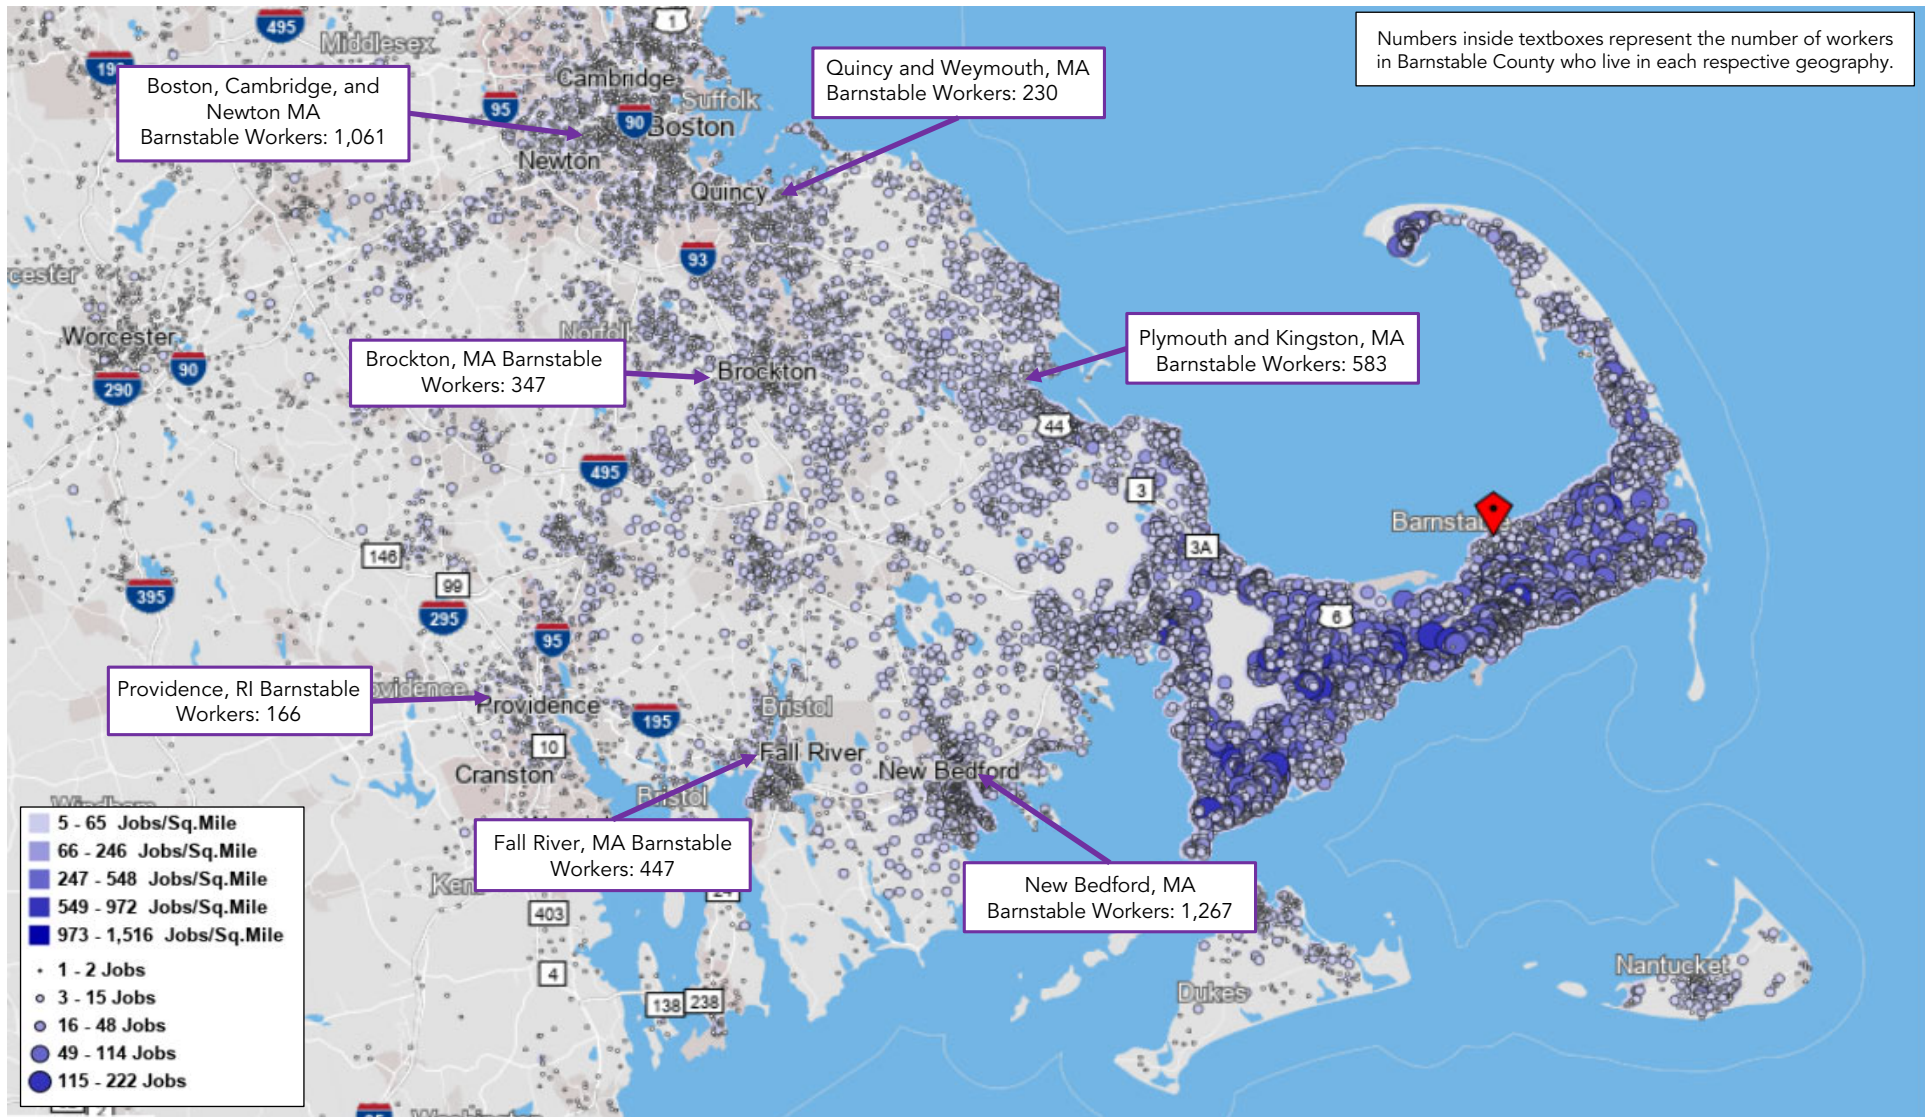 Numbers inside textboxes represent the number of workers
in Barnstable County who live in each respective geography.
495
Middlesex
1
Boston, Cambridge, and
Newton MA
Barnstable Workers: 1,061
Quincy and Weymouth, MA
Barnstable Workers: 230
Cambridge
95
Suffolk
90
Boston
Newton
Quincy
93
Worcester
90
290
Norfolk
Brockton, MA Barnstable
Workers: 347
Brockton
Plymouth and Kingston, MA
Barnstable Workers: 583
44
495
3
Barnstable
3A
146
99
395
295
95
6
Providence, RI Barnstable
Workers: 166
Providence
195
Bristol
10
Fall River
Cranston
New Bedford
Bristol
Fall River, MA Barnstable
Workers: 447
New Bedford, MA
Barnstable Workers: 1,267
403
4
138
238
Dukes
Nantucket
5 - 65 Jobs/Sq.Mile
66 - 246 Jobs/Sq.Mile
247 - 548 Jobs/Sq.Mile
549 - 972 Jobs/Sq.Mile
973 - 1,516 Jobs/Sq.Mile
1 - 2 Jobs
3 - 15 Jobs
16 - 48 Jobs
49 - 114 Jobs
115 - 222 Jobs